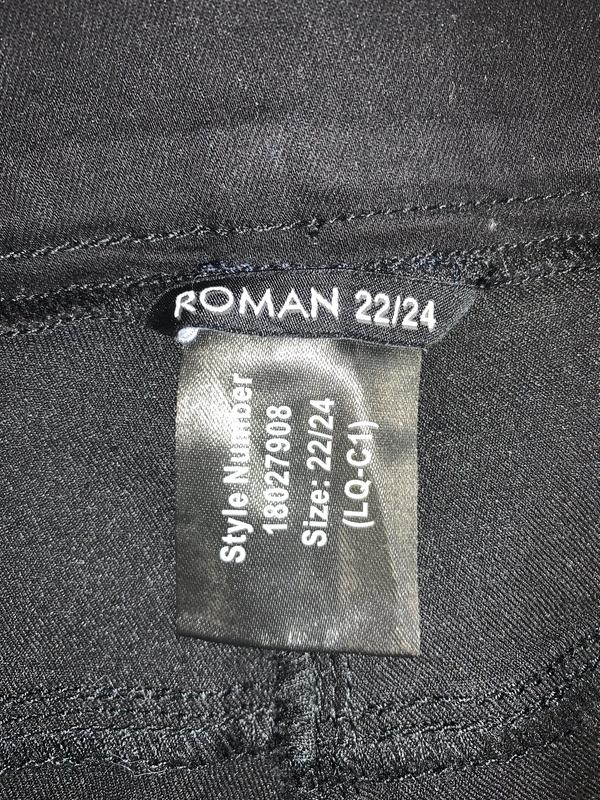 ROMAN 22/24
Style Number
18027908
Size: 22/24
(LQ-C1)